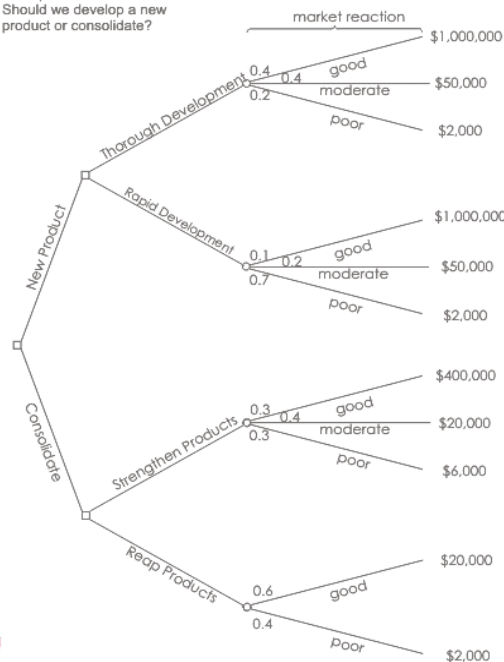 Should we develop a new
product or consolidate?
market reaction
$1,000,000
good
0.4
0.4
$50,000
moderate
0.2
poor
$2,000
Thorough Development
New Product
Rapid Development
$1,000,000
good
0.1
0.2
$50,000
moderate
0.7
poor
$2,000
Consolidate
Strengthen Products
$400,000
good
0.3
0.4
$20,000
moderate
0.3
poor
$6,000
Reap Products
$20,000
good
0.6
0.4
poor
$2,000